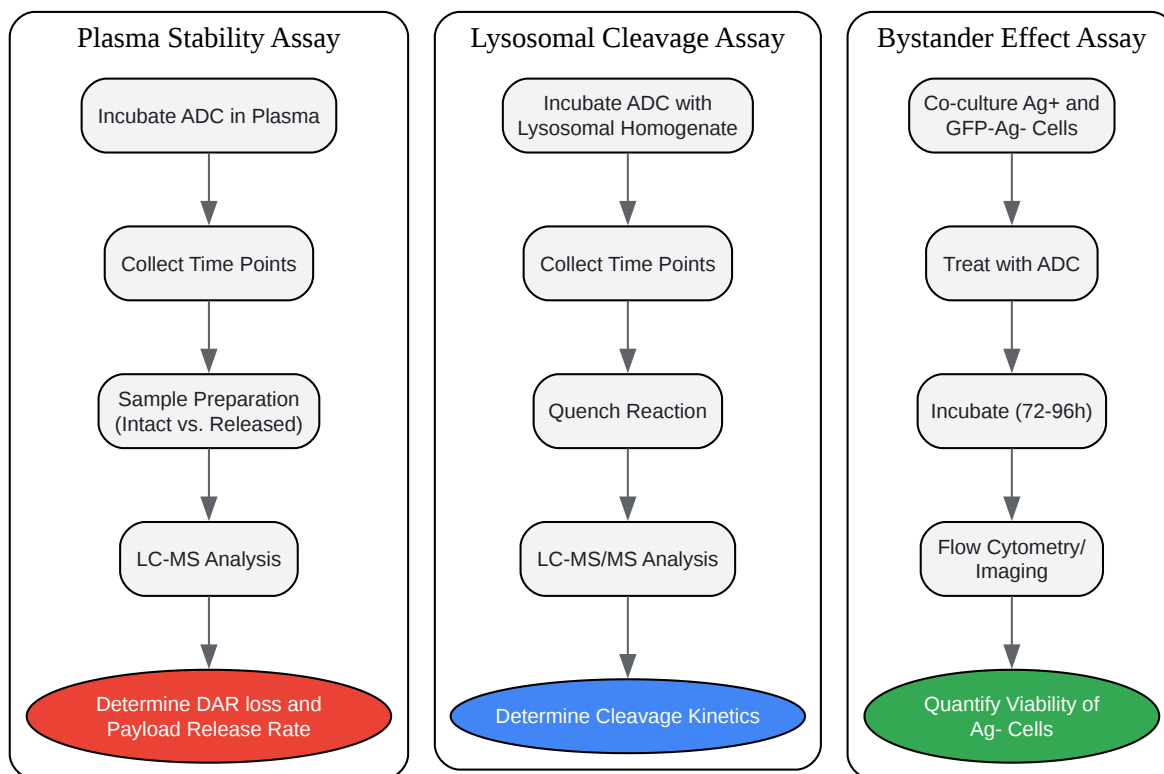 Plasma Stability Assay
Incubate ADC in Plasma
Collect Time Points
Sample Preparation
(Intact vs. Released)
LC-MS Analysis
Determine DAR loss and
Payload Release Rate
Lysosomal Cleavage Assay
Incubate ADC with
Lysosomal Homogenate
Collect Time Points
Quench Reaction
LC-MS/MS Analysis
Determine Cleavage Kinetics
Bystander Effect Assay
Co-culture Ag+ and
GFP-Ag- Cells
Treat with ADC
Incubate (72-96h)
Flow Cytometry/
Imaging
Quantify Viability of
Ag- Cells